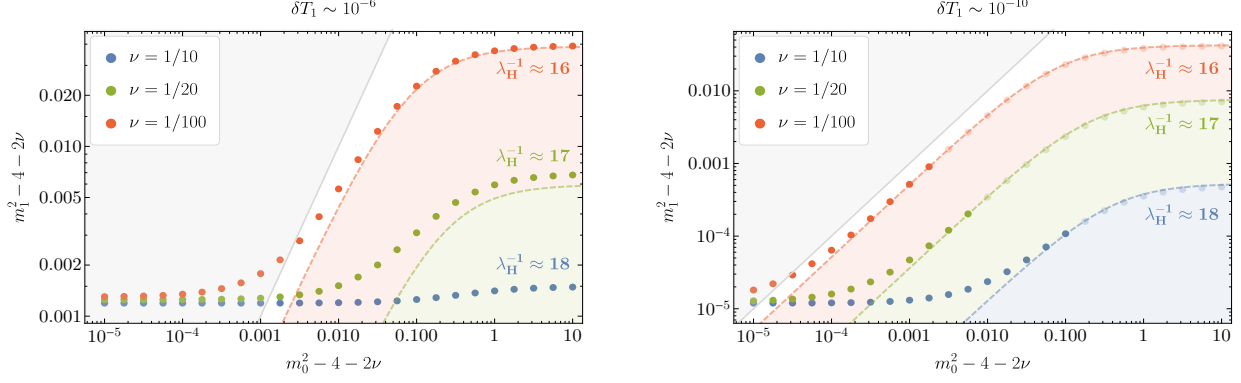 δT₁ ∼ 10⁻⁶
m₁² − 4 − 2ν
0.020
0.005
0.002
0.001
ν = 1/10
ν = 1/20
ν = 1/100
λ_H⁻¹ ≈ 16
λ_H⁻¹ ≈ 17
λ_H⁻¹ ≈ 18
10⁻⁵ 10⁻⁴ 0.001 0.010 0.100 1 10
m₀² − 4 − 2ν
δT₁ ∼ 10⁻¹⁰
m₁² − 4 − 2ν
0.010
0.001
10⁻⁴
10⁻⁵
ν = 1/10
ν = 1/20
ν = 1/100
λ_H⁻¹ ≈ 16
λ_H⁻¹ ≈ 17
λ_H⁻¹ ≈ 18
10⁻⁵ 10⁻⁴ 0.001 0.010 0.100 1 10
m₀² − 4 − 2ν